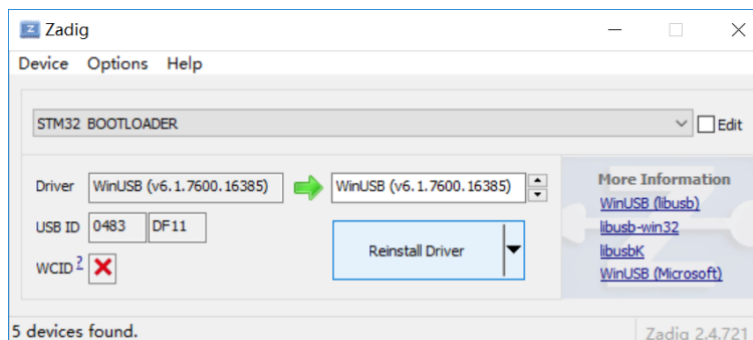 Zadig
Device Options Help
STM32 BOOTLOADER
Edit
Driver WinUSB (v6.1.7600.16385) WinUSB (v6.1.7600.16385)
USB ID 0483 DF11
WCID ?
Reinstall Driver
More Information
WinUSB (libusb)
libusb-win32
libusbK
WinUSB (Microsoft)
5 devices found.
Zadig 2.4.721